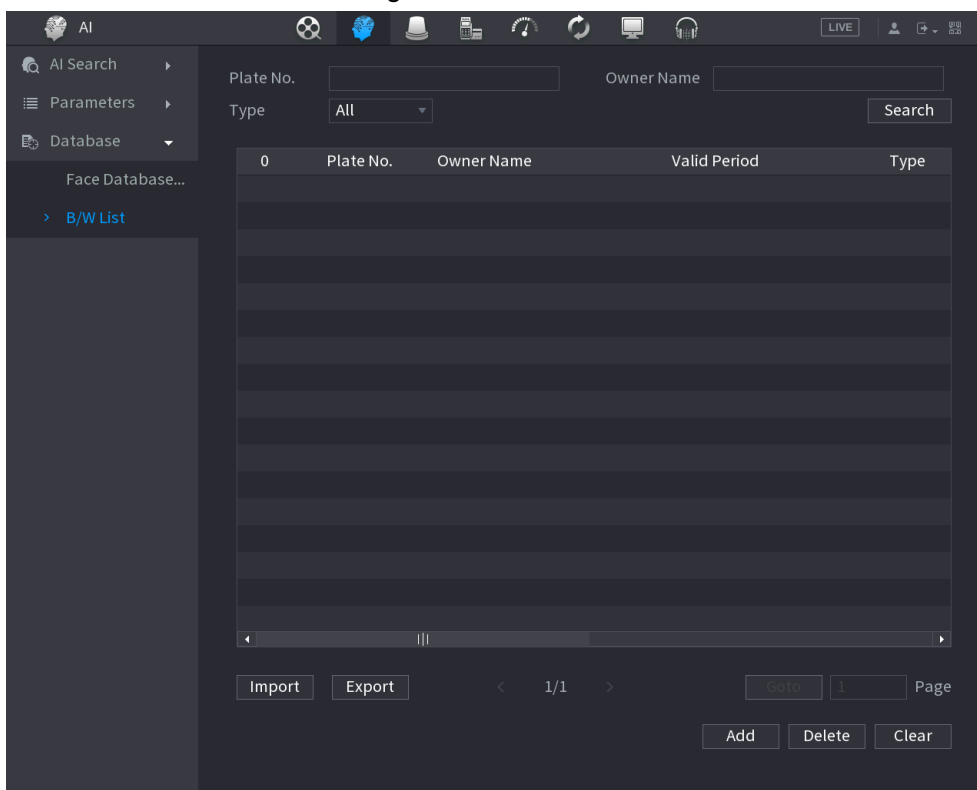 AI
LIVE
AI Search
Parameters
Database
Face Database...
B/W List
Plate No.
Owner Name
Type
All
Search
0 Plate No. Owner Name Valid Period Type
Import
Export
< 1/1 >
Goto
1
Page
Add
Delete
Clear